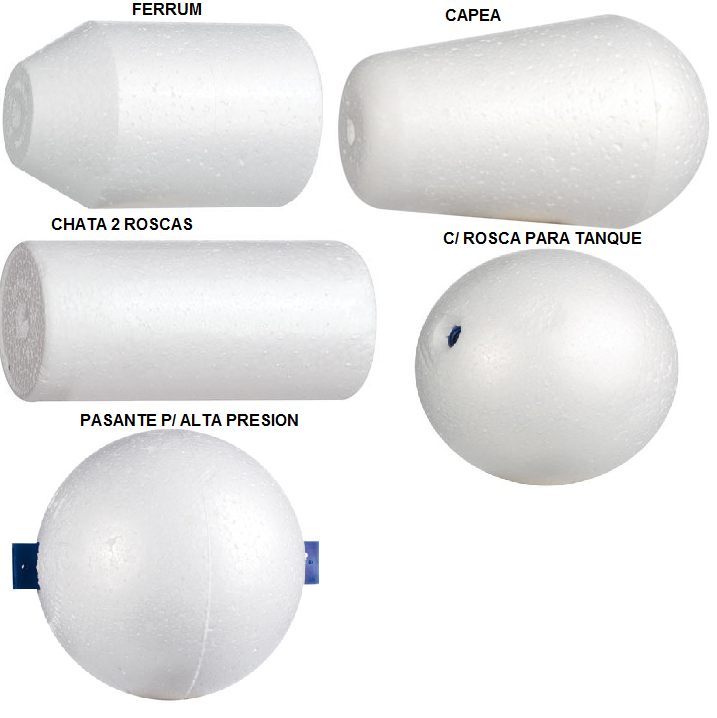 FERRUM
CAPEA
CHATA 2 ROSCAS
C/ ROSCA PARA TANQUE
PASANTE P/ ALTA PRESION